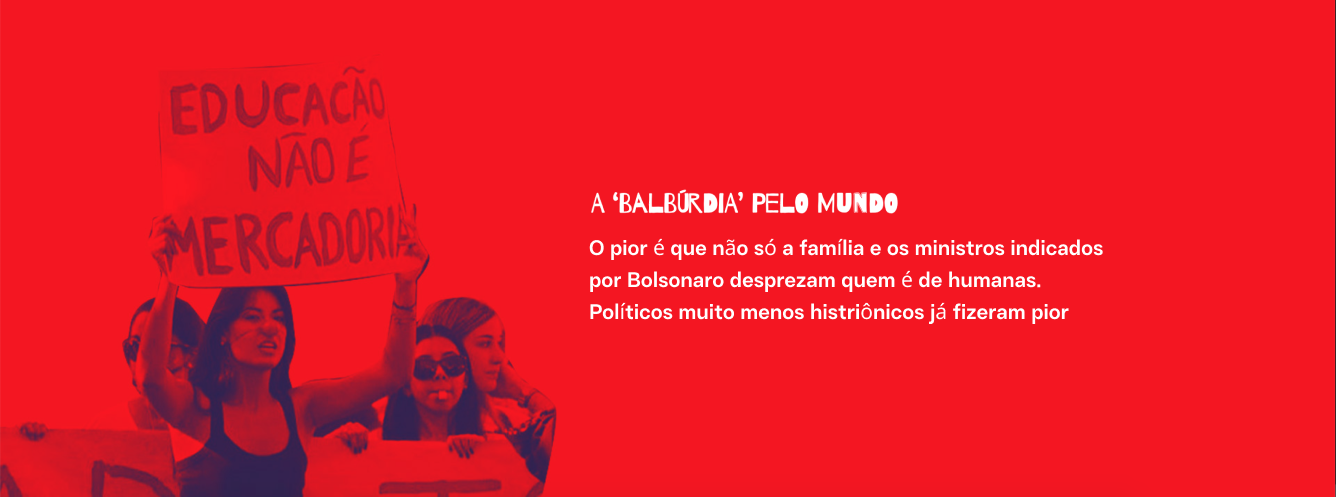 EDUCAÇÃO
NÃO É
MERCADORIA
A ‘BALBÚRDIA’ PELO MUNDO
O pior é que não só a família e os ministros indicados
por Bolsonaro desprezam quem é de humanas.
Políticos muito menos histriônicos já fizeram pior